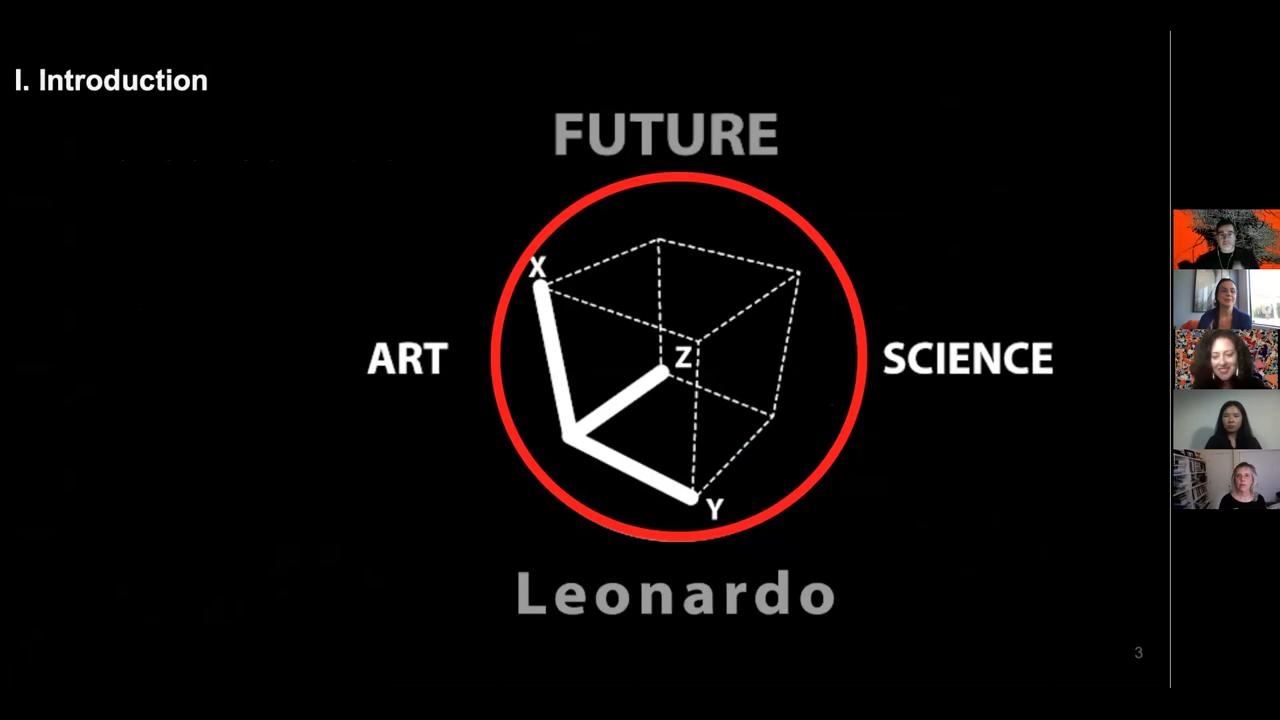 I. Introduction
FUTURE
X
ART
Z
SCIENCE
Y
Leonardo
3